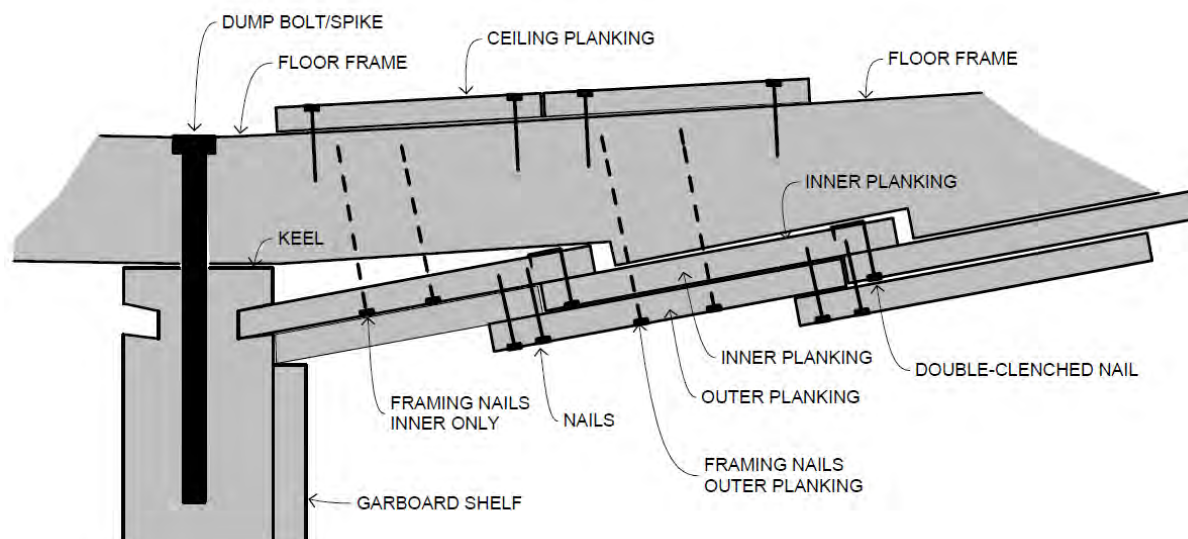 DUMP BOLT/SPIKE
CEILING PLANKING
FLOOR FRAME
FLOOR FRAME
INNER PLANKING
KEEL
INNER PLANKING
DOUBLE-CLENCHED NAIL
OUTER PLANKING
FRAMING NAILS
INNER ONLY
NAILS
FRAMING NAILS
OUTER PLANKING
GARBOARD SHELF